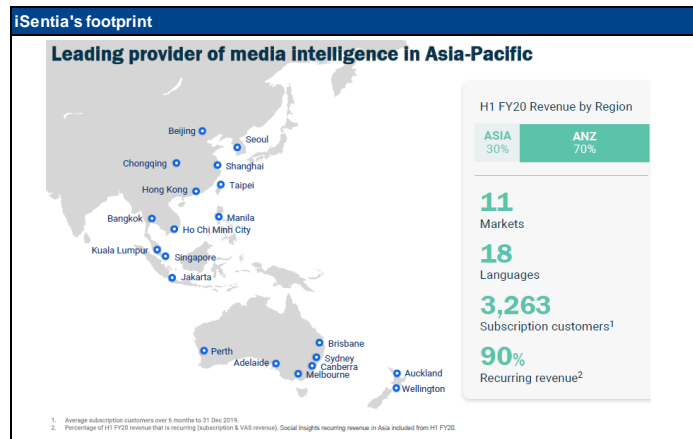 iSentia's footprint
Leading provider of media intelligence in Asia-Pacific
Beijing
Seoul
Chongqing
Shanghai
Hong Kong
Taipei
Bangkok
Manila
Ho Chi Minh City
Kuala Lumpur
Singapore
Jakarta
Brisbane
Perth
Sydney
Adelaide
Canberra
Melbourne
Auckland
Wellington
H1 FY20 Revenue by Region
ASIA
30%
ANZ
70%
11
Markets
18
Languages
3,263
Subscription customers¹
90%
Recurring revenue²
1. Average subscription customers over 6 months to 31 Dec 2019.
2. Percentage of H1 FY20 revenue that is recurring (subscription & VAS revenue). Social Insights recurring revenue in Asia included from H1 FY20.